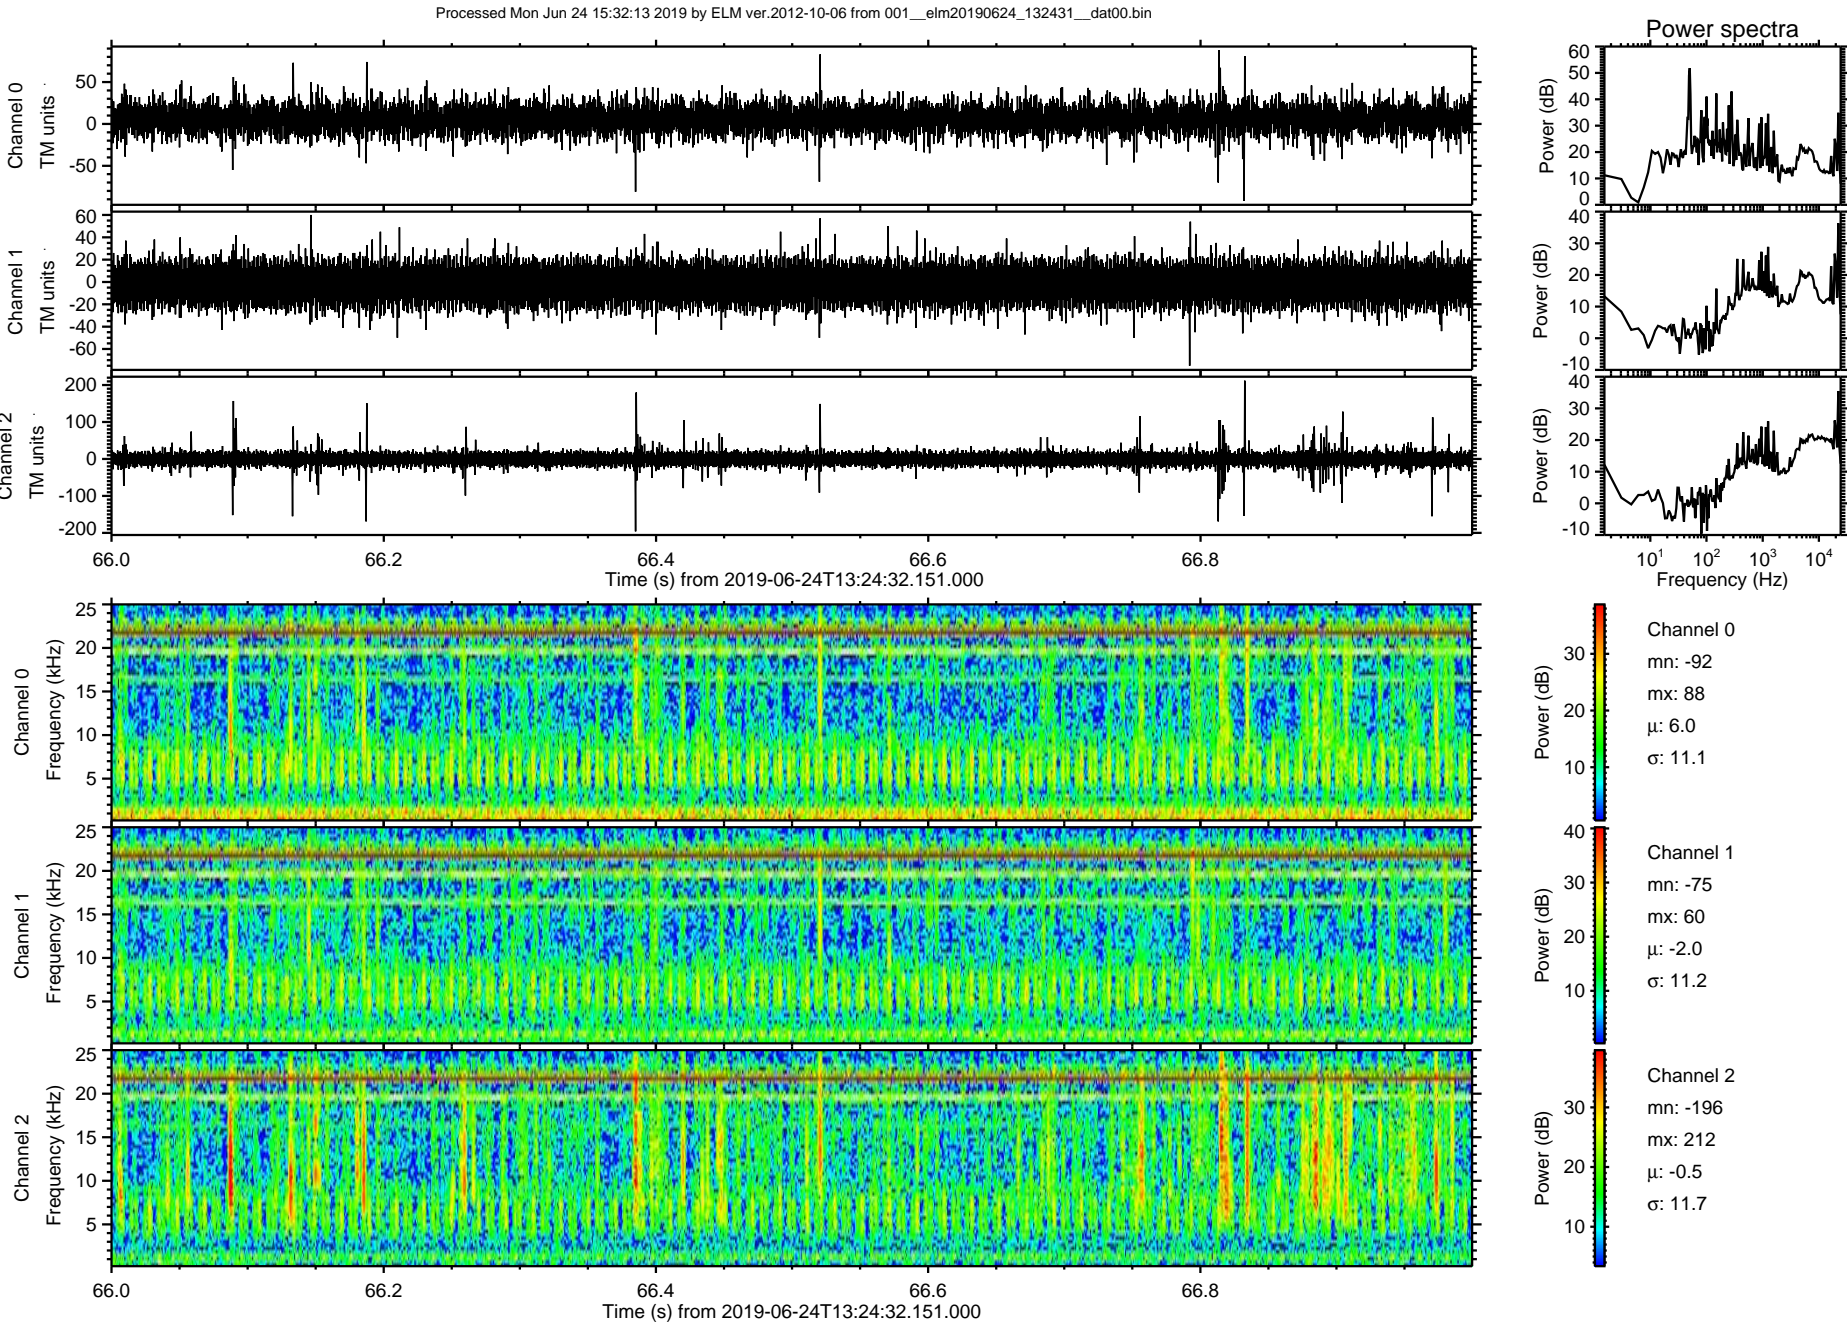 Processed Mon Jun 24 15:32:13 2019 by ELM ver.2012-10-06 from 001__elm20190624_132431__dat00.bin
Power spectra
Channel 0
TM units
50
0
-50
Power (dB)
60
50
40
30
20
10
0
Channel 1
TM units
60
40
20
0
-20
-40
-60
Power (dB)
40
30
20
10
0
-10
Channel 2
TM units
200
100
0
-100
-200
Power (dB)
40
30
20
10
0
-10
66.0 66.2 66.4 66.6 66.8
Time (s) from 2019-06-24T13:24:32.151.000
10^1 10^2 10^3 10^4
Frequency (Hz)
Channel 0
Frequency (kHz)
25
20
15
10
5
Power (dB)
30
20
10
Channel 0
mn: -92
mx: 88
μ: 6.0
σ: 11.1
Channel 1
Frequency (kHz)
25
20
15
10
5
Power (dB)
40
30
20
10
Channel 1
mn: -75
mx: 60
μ: -2.0
σ: 11.2
Channel 2
Frequency (kHz)
25
20
15
10
5
Power (dB)
30
20
10
Channel 2
mn: -196
mx: 212
μ: -0.5
σ: 11.7
66.0 66.2 66.4 66.6 66.8
Time (s) from 2019-06-24T13:24:32.151.000